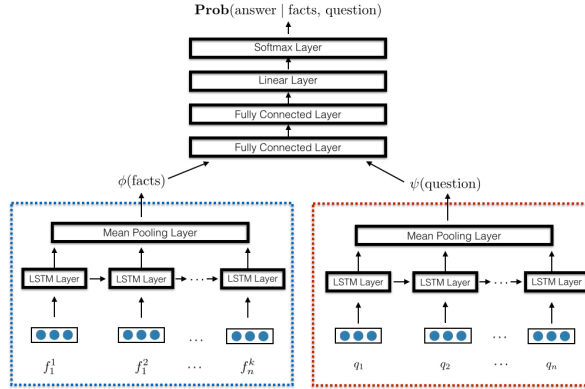 Prob(answer | facts, question)
Softmax Layer
Linear Layer
Fully Connected Layer
Fully Connected Layer
ϕ(facts)
ψ(question)
Mean Pooling Layer
Mean Pooling Layer
LSTM Layer LSTM Layer ... LSTM Layer
LSTM Layer LSTM Layer ... LSTM Layer
... ...
f_1^1 f_1^2 ... f_n^k
q_1 q_2 ... q_n